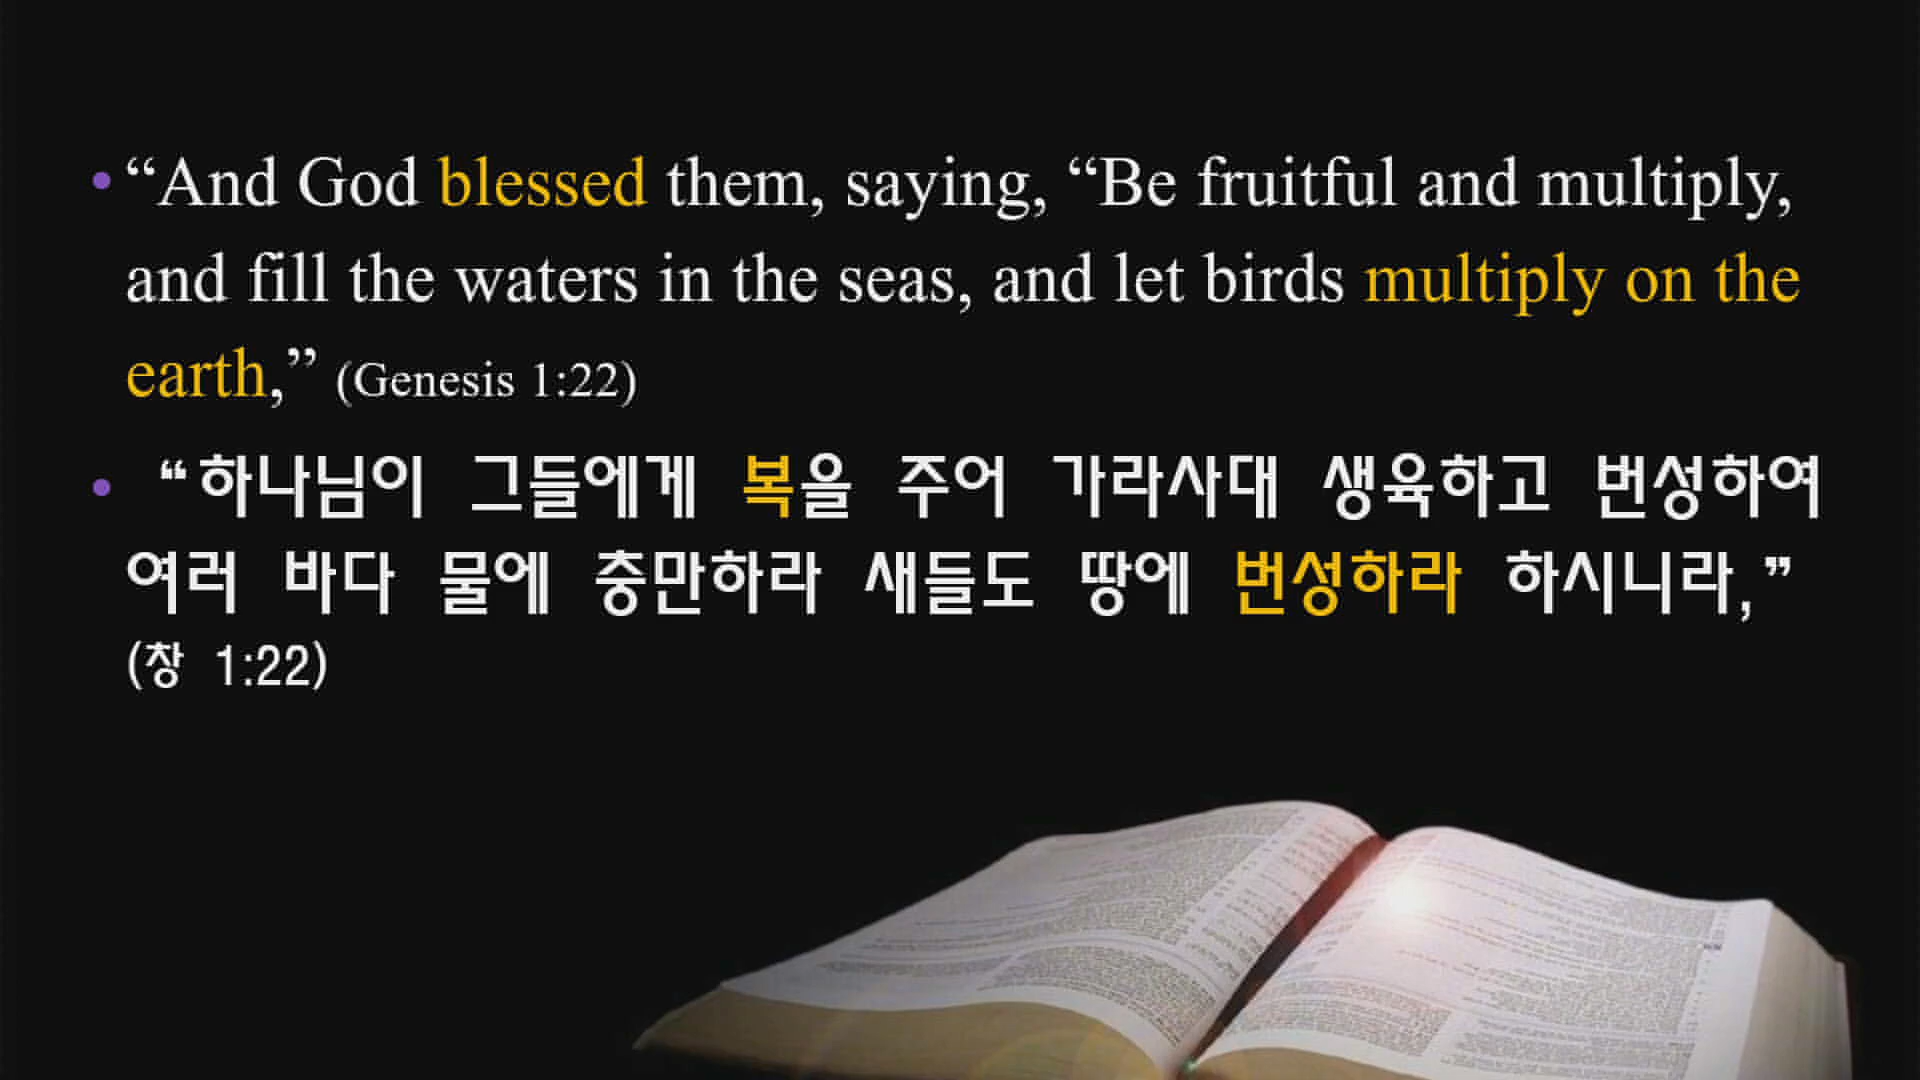 • “And God blessed them, saying, “Be fruitful and multiply,
and fill the waters in the seas, and let birds multiply on the
earth,” (Genesis 1:22)
• “하나님이 그들에게 복을 주어 가라사대 생육하고 번성하여
여러 바다 물에 충만하라 새들도 땅에 번성하라 하시니라,”
(창 1:22)